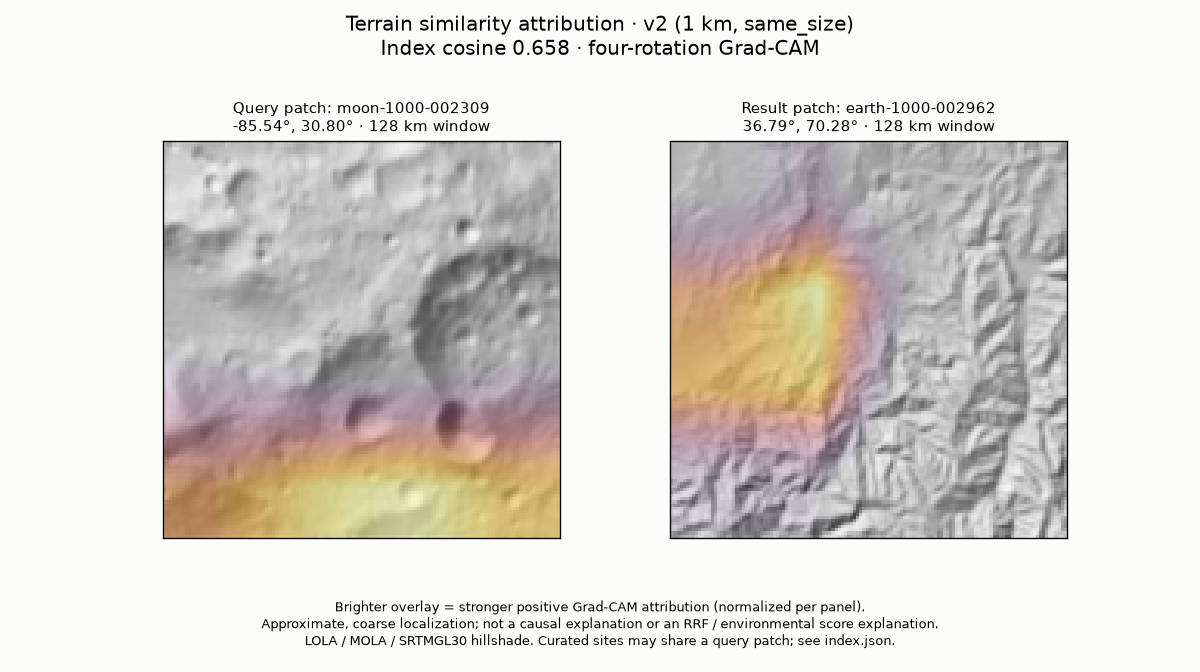 Terrain similarity attribution · v2 (1 km, same_size)
Index cosine 0.658 · four-rotation Grad-CAM
Query patch: moon-1000-002309
-85.54°, 30.80° · 128 km window
Result patch: earth-1000-002962
36.79°, 70.28° · 128 km window
Brighter overlay = stronger positive Grad-CAM attribution (normalized per panel).
Approximate, coarse localization; not a causal explanation or an RRF / environmental score explanation.
LOLA / MOLA / SRTMGL30 hillshade. Curated sites may share a query patch; see index.json.